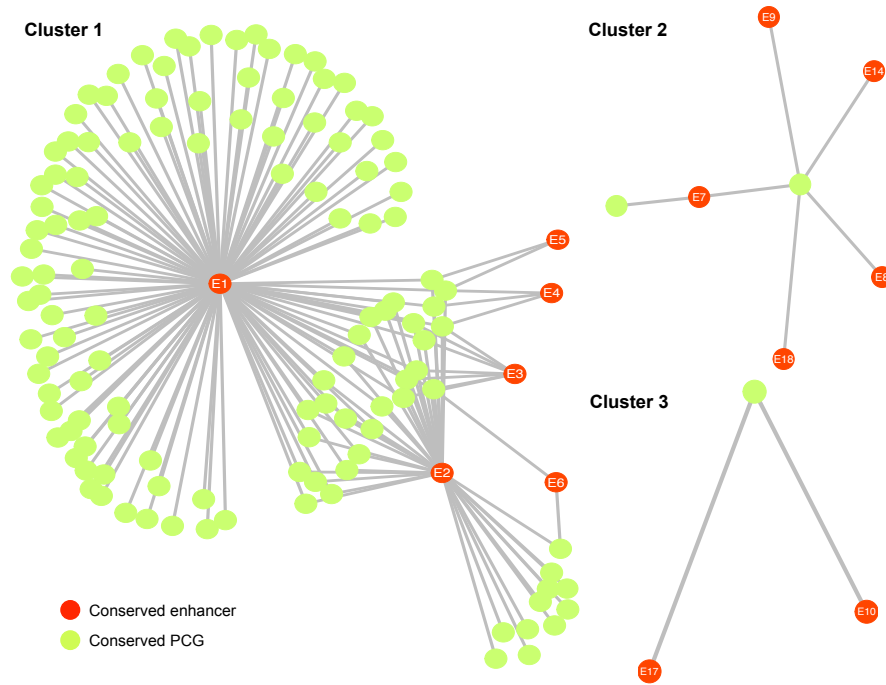 Cluster 1
E1
E5
E4
E3
E2
E6
Conserved enhancer
Conserved PCG
Cluster 2
E9
E14
E7
E8
E18
Cluster 3
E10
E17